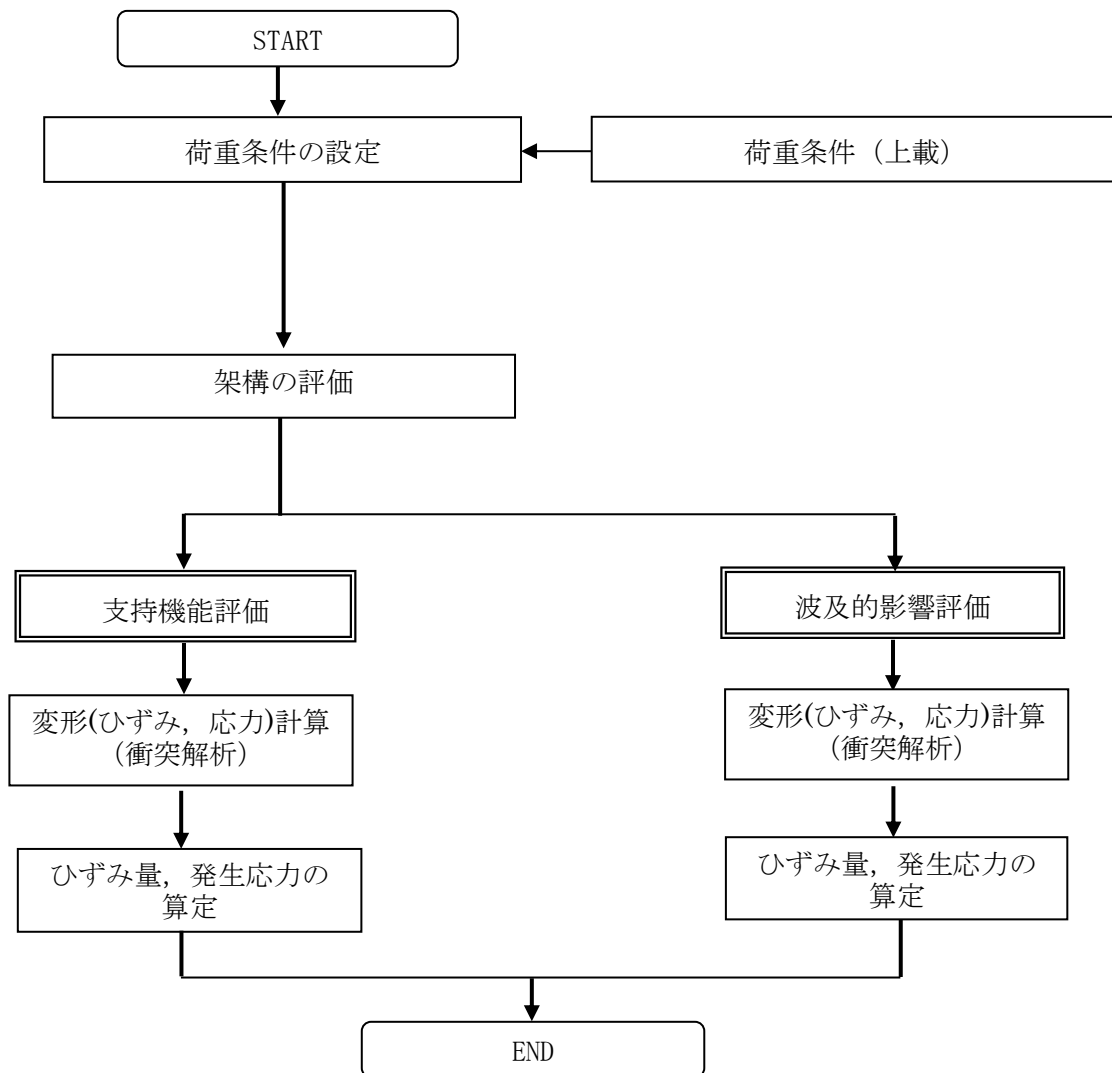 START
荷重条件の設定
荷重条件（上載）
架構の評価
支持機能評価
波及的影響評価
変形(ひずみ，応力)計算
（衝突解析）
変形(ひずみ，応力)計算
（衝突解析）
ひずみ量，発生応力の
算定
ひずみ量，発生応力の
算定
END